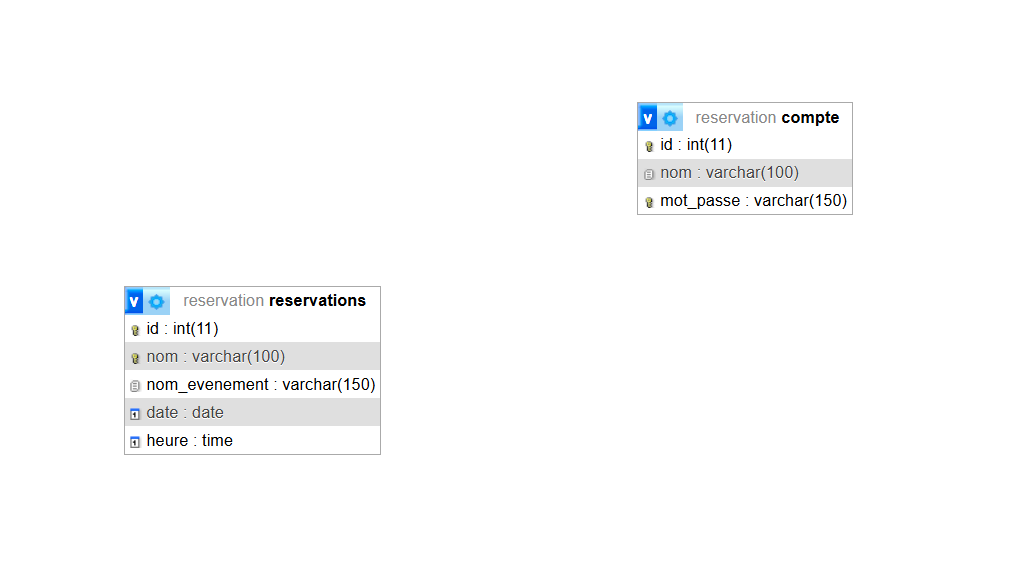 v reservation compte
id : int(11)
nom : varchar(100)
mot_passe : varchar(150)
v reservation reservations
id : int(11)
nom : varchar(100)
nom_evenement : varchar(150)
date : date
heure : time